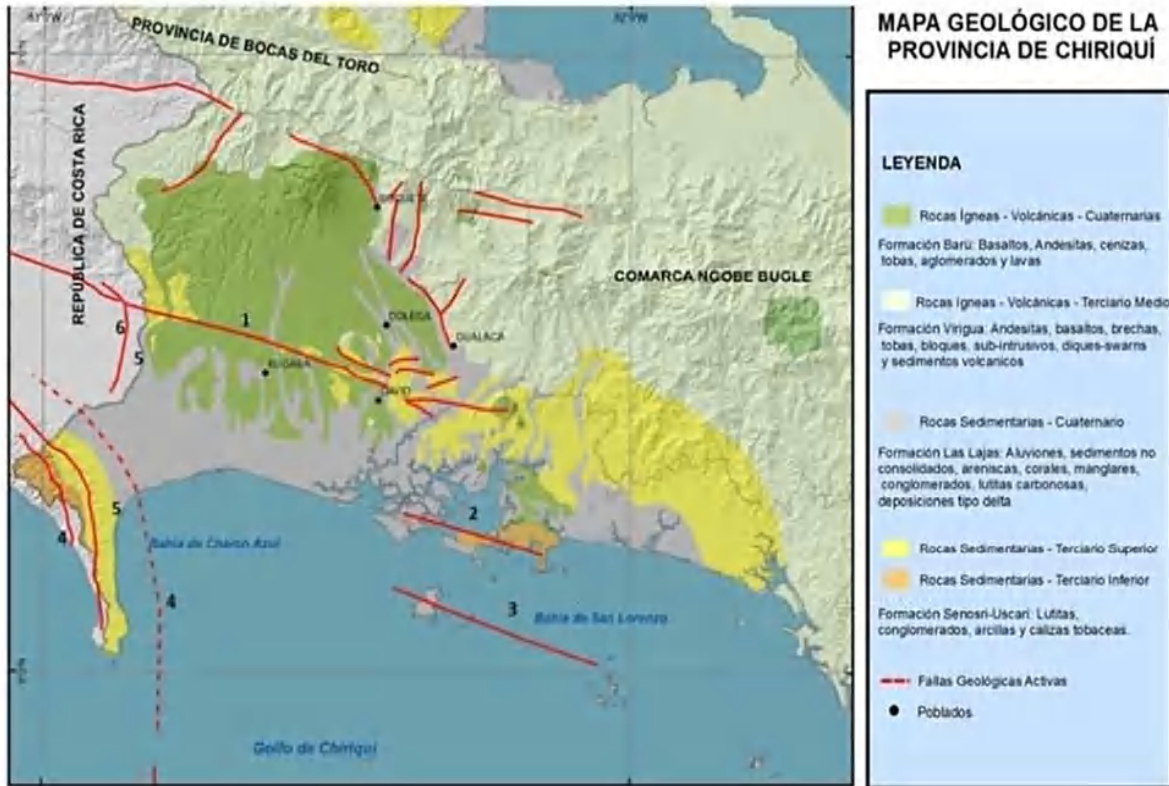 MAPA GEOLÓGICO DE LA
PROVINCIA DE CHIRIQUÍ
PROVINCIA DE BOCAS DEL TORO
REPÚBLICA DE COSTA RICA
COMARCA NGOBE BUGLE
DOLEGA
GUALACA
BUGABA
DAVID
1
6
5
2
5
4
4
3
Bahía de Charco Azul
Bahía de San Lorenzo
Golfo de Chiriquí
LEYENDA
Rocas Ígneas - Volcánicas - Cuaternarias
Formación Barú: Basaltos, Andesitas, cenizas,
tobas, aglomerados y lavas
Rocas Igneas - Volcánicas - Terciario Medio
Formación Virigua: Andesitas, basaltos, brechas,
tobas, bloques, sub-intrusivos, diques-swarns
y sedimentos volcanicos
Rocas Sedimentarias - Cuaternario
Formación Las Lajas: Aluviones, sedimentos no
consolidados, areniscas, corales, manglares,
conglomerados, lutitas carbonosas,
deposiciones tipo delta
Rocas Sedimentarias - Terciario Superior
Rocas Sedimentarias - Terciario Inferior
Formación Senosri-Uscari: Lutitas,
conglomerados, arcillas y calizas tobaceas.
Fallas Geológicas Activas
Poblados